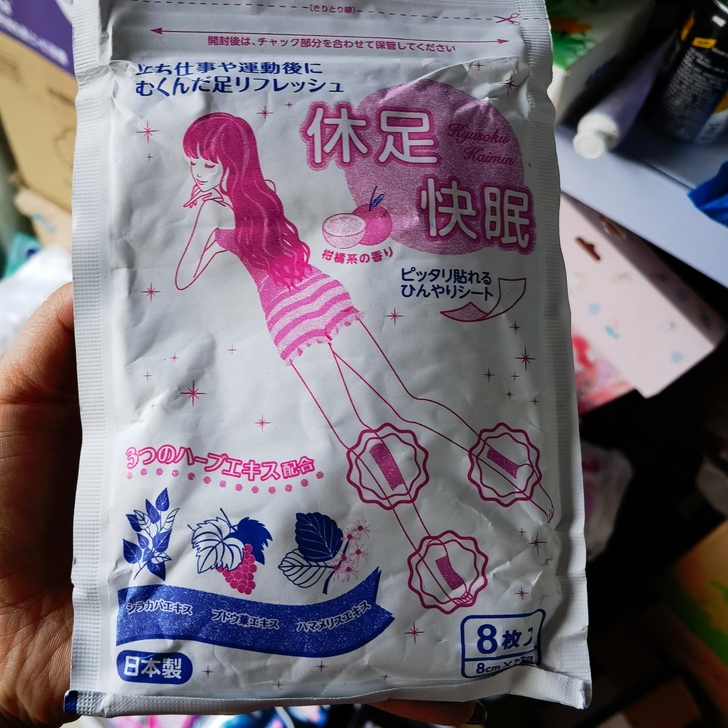 (きりとり線)
開封後は、チャック部分を合わせて保管してください
立ち仕事や運動後に
むくんだ足リフレッシュ
休足
Kyusoku
Kaimin
快眠
柑橘系の香り
ピッタリ貼れる
ひんやりシート
3つのハーブエキス配合
シラカバエキス
ブドウ葉エキス
ハマメリスエキス
日本製
8枚入
8cm×